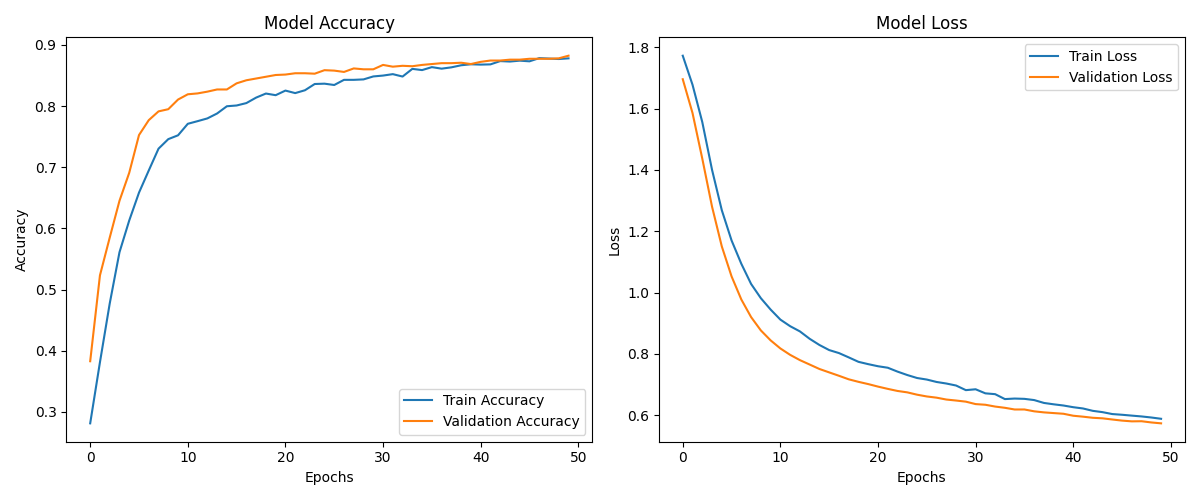 Model Accuracy
Accuracy
0.9
0.8
0.7
0.6
0.5
0.4
0.3
0 10 20 30 40 50
Epochs
Train Accuracy
Validation Accuracy
Model Loss
Loss
1.8
1.6
1.4
1.2
1.0
0.8
0.6
0 10 20 30 40 50
Epochs
Train Loss
Validation Loss